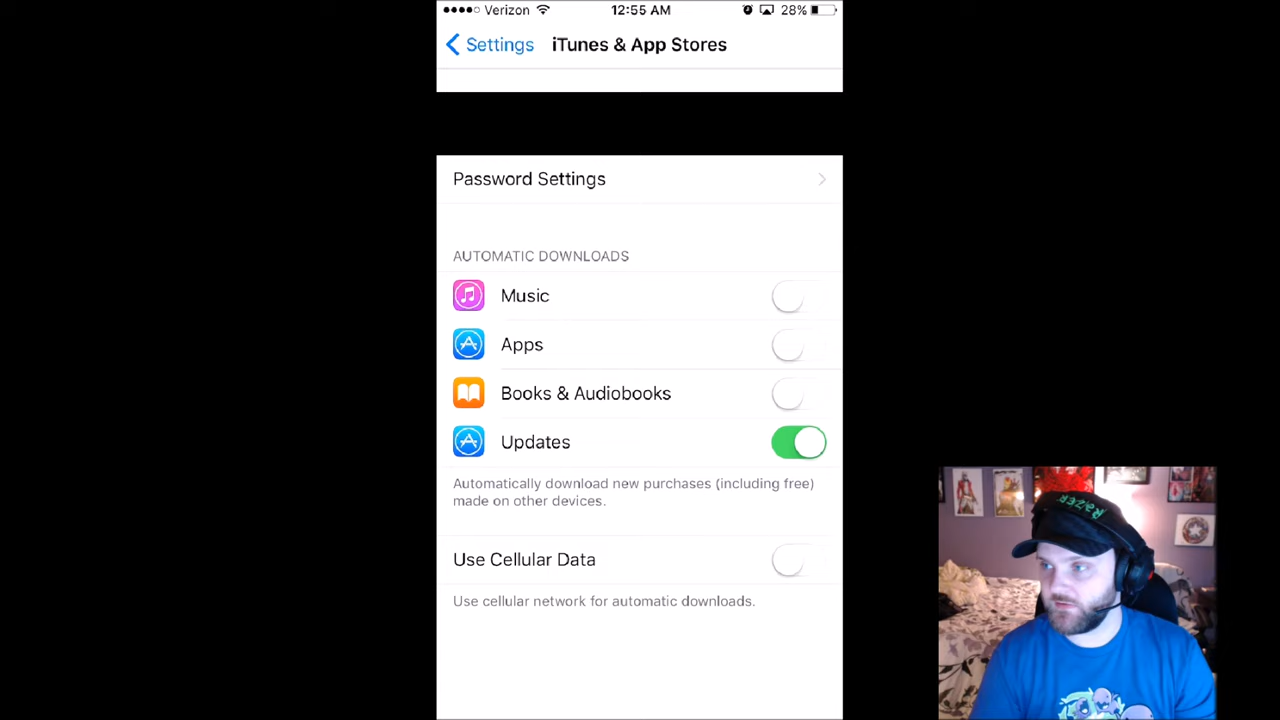 Verizon 12:55 AM 28%
Settings iTunes & App Stores
Password Settings
AUTOMATIC DOWNLOADS
Music
Apps
Books & Audiobooks
Updates
Automatically download new purchases (including free)
made on other devices.
Use Cellular Data
Use cellular network for automatic downloads.
RAZER